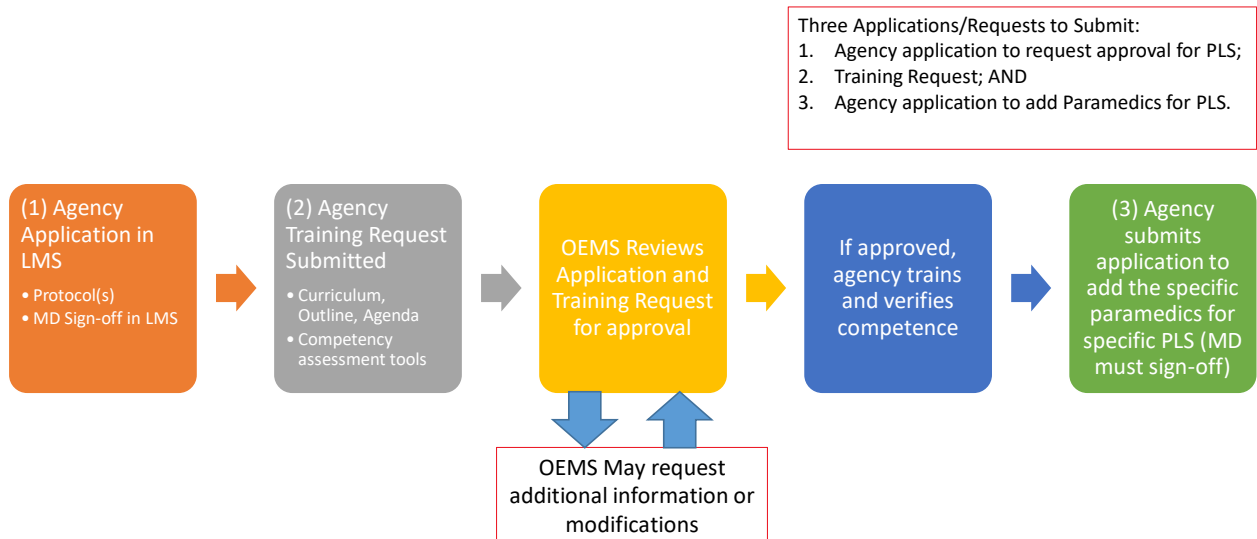 Three Applications/Requests to Submit:
1. Agency application to request approval for PLS;
2. Training Request; AND
3. Agency application to add Paramedics for PLS.
(1) Agency
Application in
LMS
• Protocol(s)
• MD Sign-off in LMS
(2) Agency
Training Request
Submitted
• Curriculum,
Outline, Agenda
• Competency
assessment tools
OEMS Reviews
Application and
Training Request
for approval
If approved,
agency trains
and verifies
competence
(3) Agency
submits
application to
add the specific
paramedics for
specific PLS (MD
must sign-off)
OEMS May request
additional information or
modifications